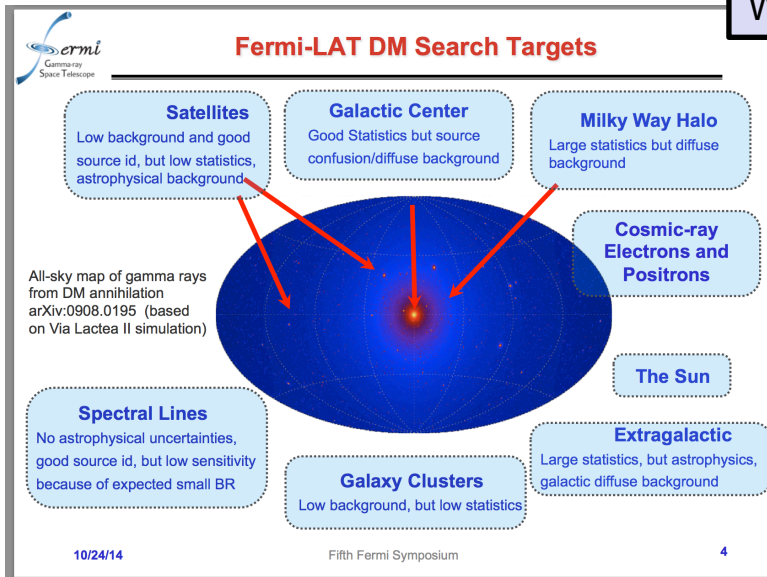 Fermi
Gamma-ray
Space Telescope
Fermi-LAT DM Search Targets
Satellites
Low background and good
source id, but low statistics,
astrophysical background
Galactic Center
Good Statistics but source
confusion/diffuse background
Milky Way Halo
Large statistics but diffuse
background
Cosmic-ray
Electrons and
Positrons
All-sky map of gamma rays
from DM annihilation
arXiv:0908.0195 (based
on Via Lactea II simulation)
The Sun
Spectral Lines
No astrophysical uncertainties,
good source id, but low sensitivity
because of expected small BR
Galaxy Clusters
Low background, but low statistics
Extragalactic
Large statistics, but astrophysics,
galactic diffuse background
10/24/14
Fifth Fermi Symposium
4